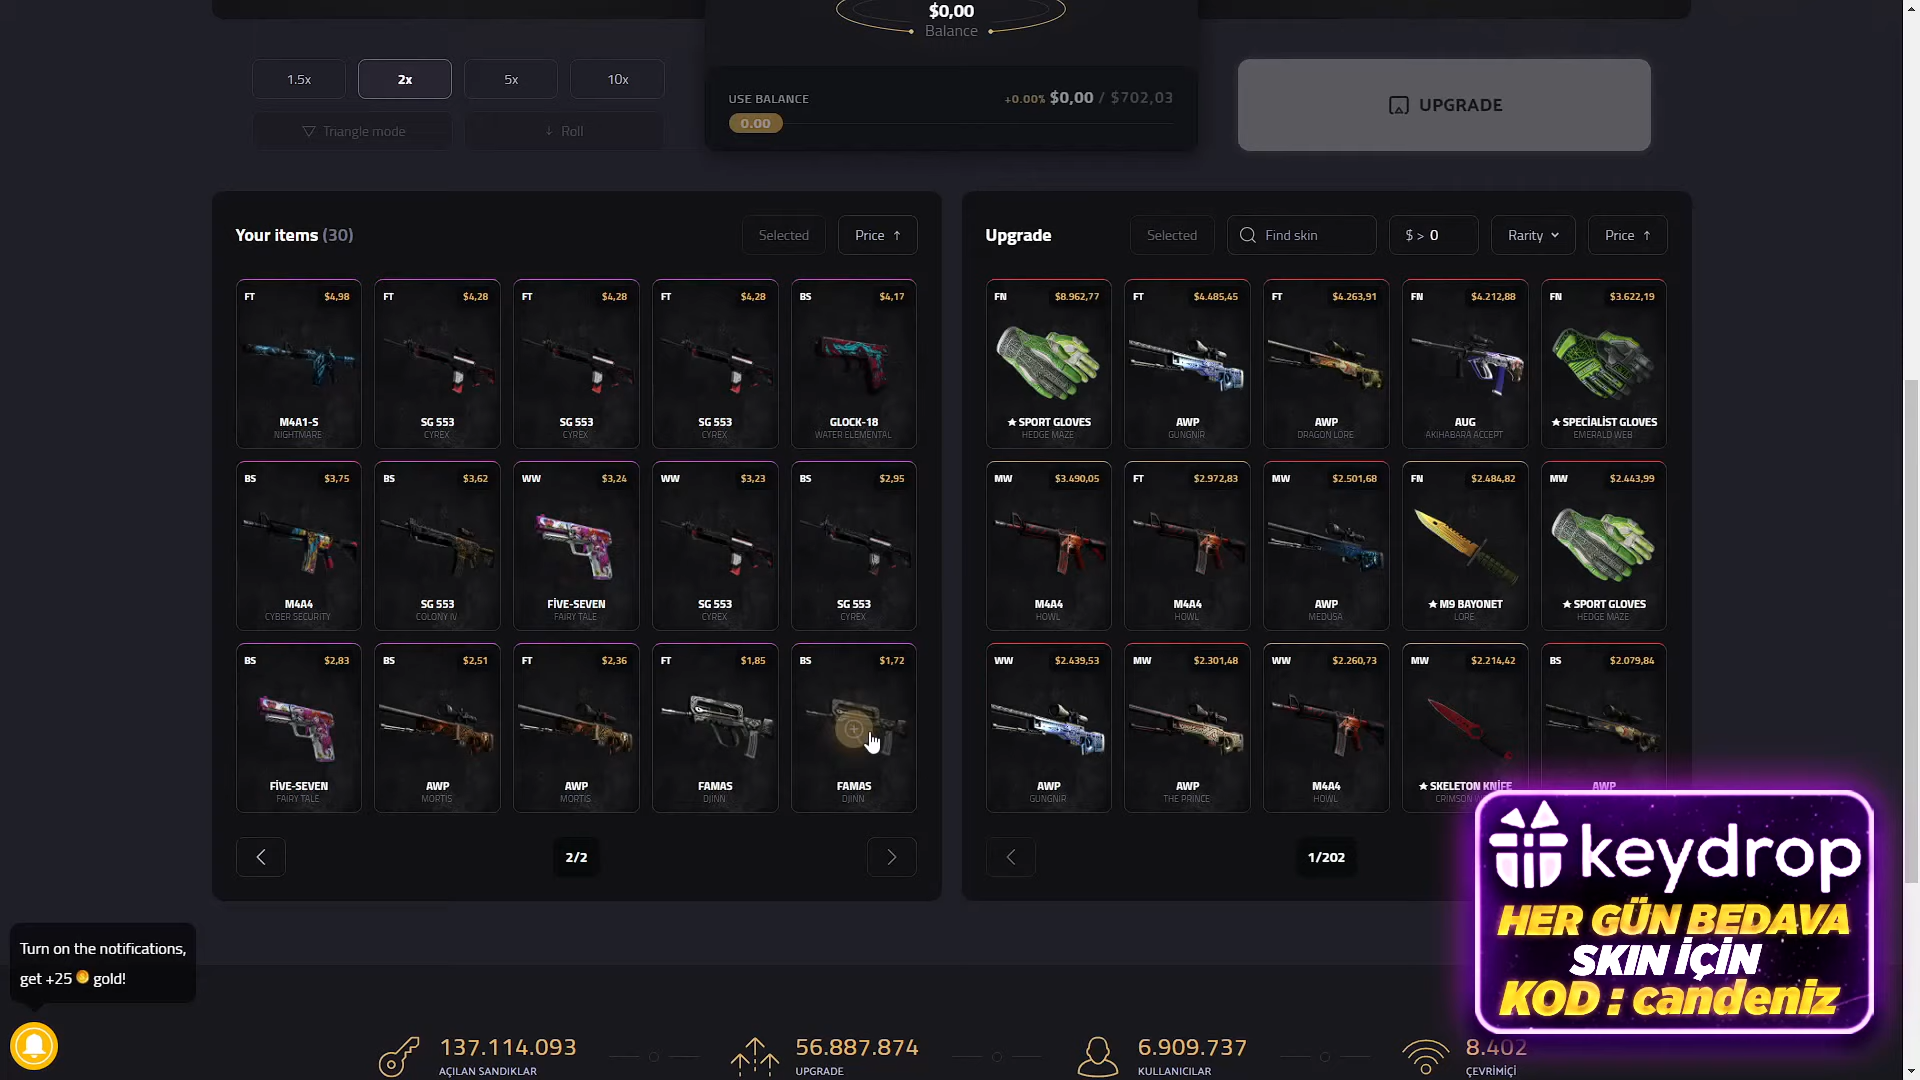 $0,00
Balance
1.5x
2x
5x
10x
Triangle mode
Roll
USE BALANCE
+0.00% $0,00 / $702,03
0.00
UPGRADE
Your items (30)
Selected
Price ↑
FT $4,98
M4A1-S
NIGHTMARE
FT $4,28
SG 553
CYREX
FT $4,28
SG 553
CYREX
FT $4,28
SG 553
CYREX
BS $4,17
GLOCK-18
WATER ELEMENTAL
BS $3,75
M4A4
CYBER SECURITY
BS $3,62
SG 553
COLONY IV
WW $3,24
FİVE-SEVEN
FAIRY TALE
WW $3,23
SG 553
CYREX
BS $2,95
SG 553
CYREX
BS $2,83
FİVE-SEVEN
FAIRY TALE
BS $2,51
AWP
MORTIS
FT $2,36
AWP
MORTIS
FT $1,85
FAMAS
DJINN
BS $1,72
FAMAS
DJINN
2/2
Upgrade
Selected
Find skin
$ > 0
Rarity
Price ↑
FN $8.962,77
★ SPORT GLOVES
HEDGE MAZE
FT $4.485,45
AWP
GUNGNIR
FT $4.263,91
AWP
DRAGON LORE
FN $4.212,88
AUG
AKIHABARA ACCEPT
FN $3.622,19
★ SPECİALİST GLOVES
EMERALD WEB
MW $3.490,05
M4A4
HOWL
FT $2.972,83
M4A4
HOWL
MW $2.501,68
AWP
MEDUSA
FN $2.484,82
★ M9 BAYONET
LORE
MW $2.443,99
★ SPORT GLOVES
HEDGE MAZE
WW $2.439,53
AWP
GUNGNIR
MW $2.301,48
AWP
THE PRINCE
WW $2.260,73
M4A4
HOWL
MW $2.214,42
★ SKELETON KNİFE
BS $2.079,84
AWP
1/202
keydrop
HER GÜN BEDAVA
SKIN İÇİN
KOD : candeniz
Turn on the notifications,
get +25 gold!
137.114.093
AÇILAN SANDIKLAR
56.887.874
UPGRADE
6.909.737
KULLANICILAR
8.402
ÇEVRİMİÇİ